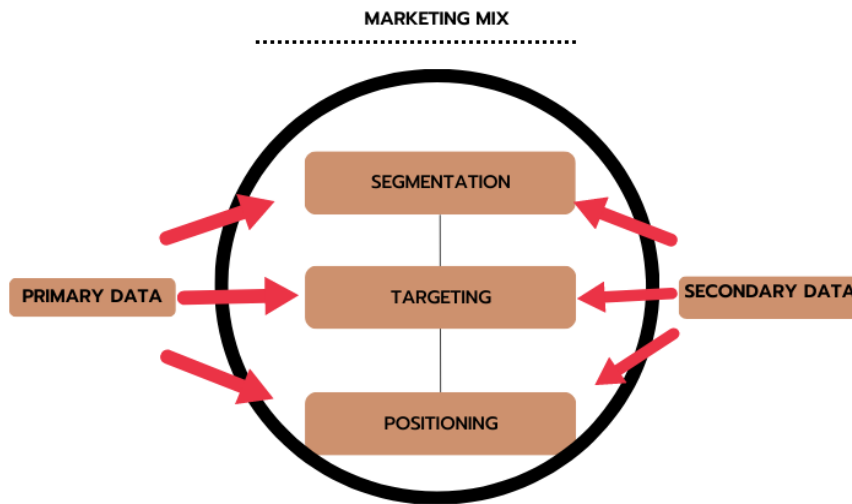 MARKETING MIX
SEGMENTATION
PRIMARY DATA
TARGETING
SECONDARY DATA
POSITIONING